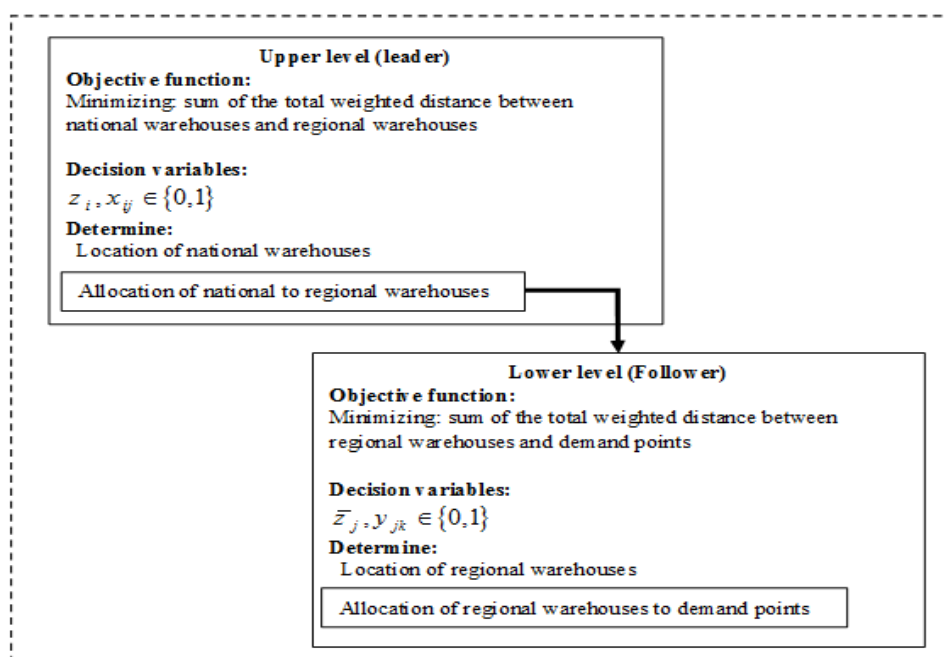 Upper level (leader)
Objective function:
Minimizing: sum of the total weighted distance between
national warehouses and regional warehouses
Decision variables:
z_i, x_ij ∈ {0,1}
Determine:
Location of national warehouses
Allocation of national to regional warehouses
Lower level (Follower)
Objective function:
Minimizing: sum of the total weighted distance between
regional warehouses and demand points
Decision variables:
z̄_j, y_jk ∈ {0,1}
Determine:
Location of regional warehouses
Allocation of regional warehouses to demand points